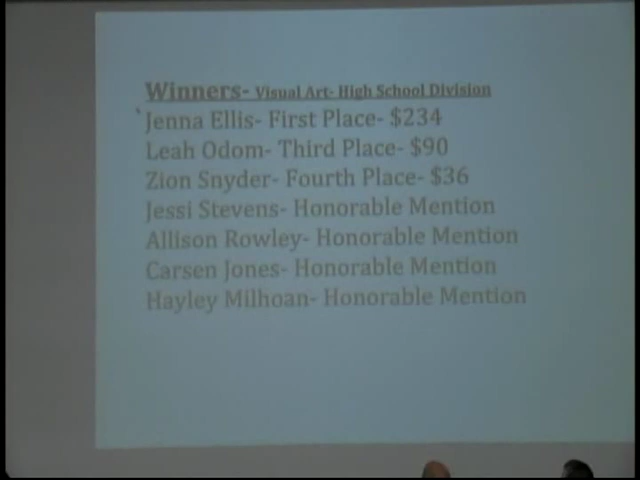 Winners- Visual Art- High School Division
Jenna Ellis- First Place- $234
Leah Odom- Third Place- $90
Zion Snyder- Fourth Place- $36
Jessi Stevens- Honorable Mention
Allison Rowley- Honorable Mention
Carsen Jones- Honorable Mention
Hayley Milhoan- Honorable Mention